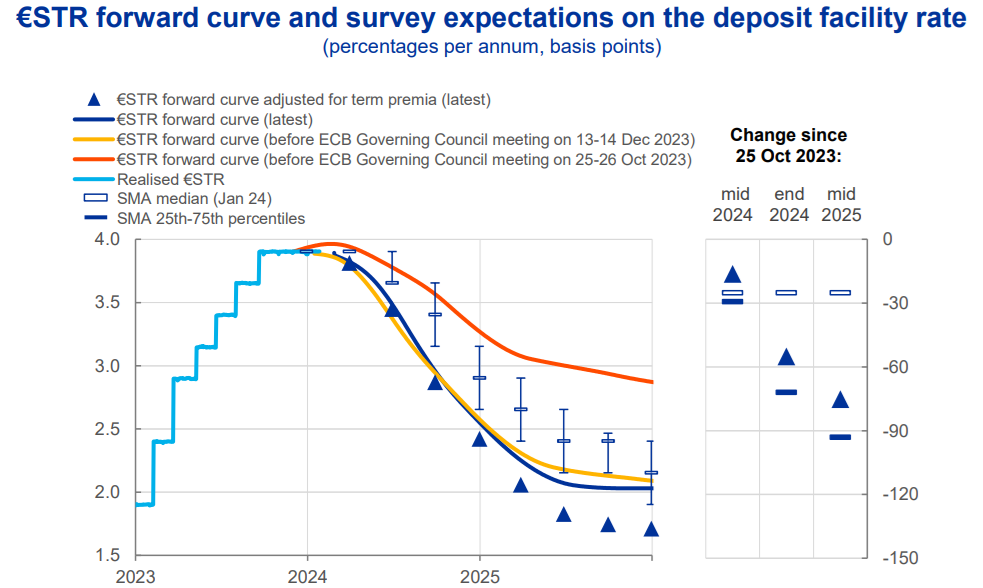 €STR forward curve and survey expectations on the deposit facility rate
(percentages per annum, basis points)
€STR forward curve adjusted for term premia (latest)
€STR forward curve (latest)
€STR forward curve (before ECB Governing Council meeting on 13-14 Dec 2023)
€STR forward curve (before ECB Governing Council meeting on 25-26 Oct 2023)
Realised €STR
SMA median (Jan 24)
SMA 25th-75th percentiles
Change since
25 Oct 2023:
mid end mid
2024 2024 2025
4.0
3.5
3.0
2.5
2.0
1.5
2023 2024 2025
0
-30
-60
-90
-120
-150